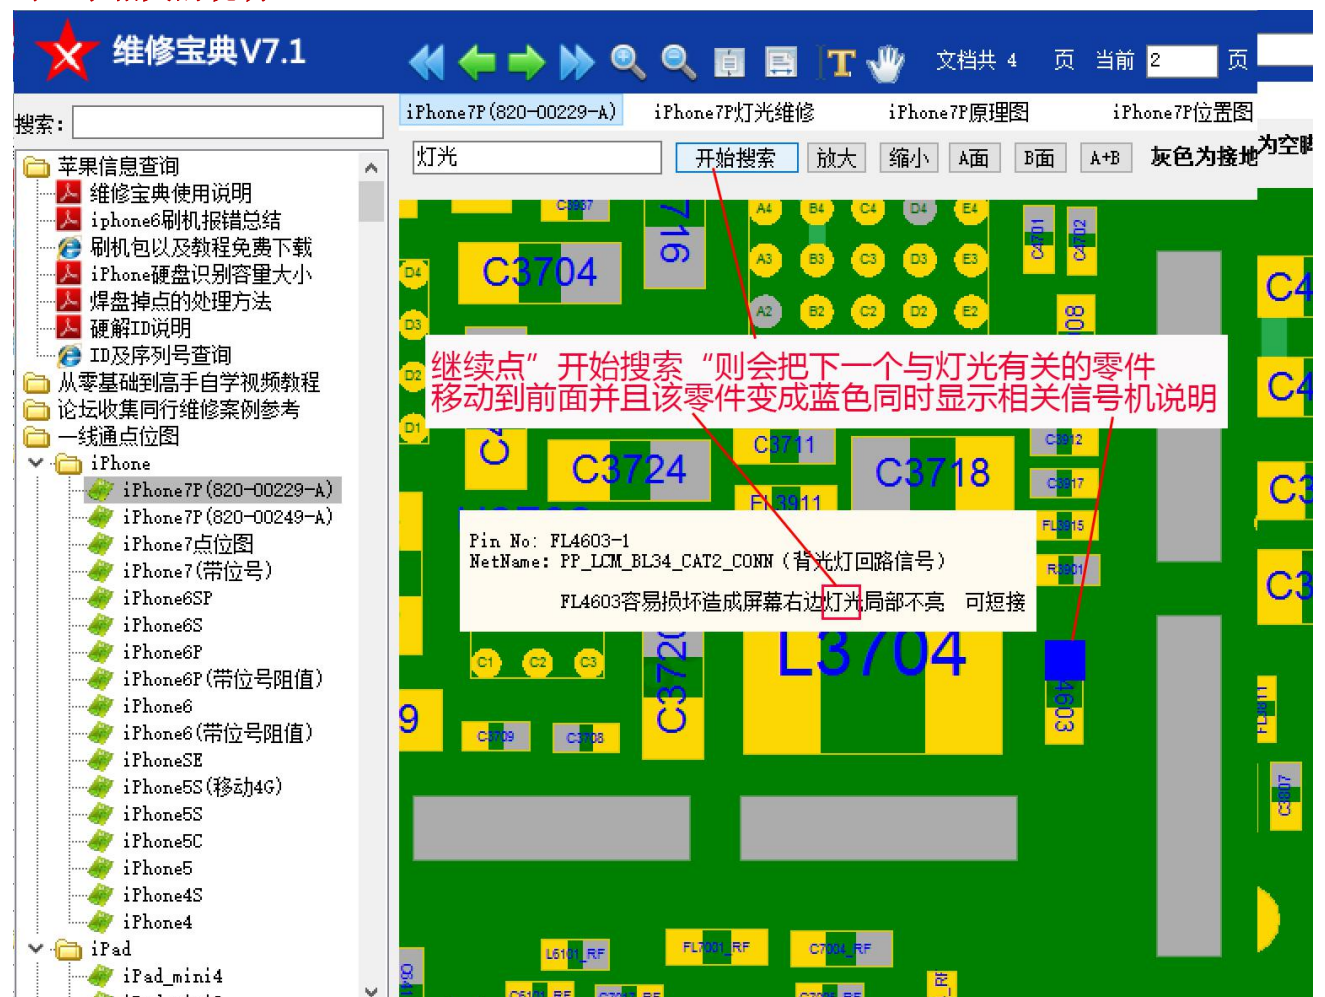 维修宝典V7.1
文档共 4 页 当前 2 页
搜索：
iPhone7P(820-00229-A) iPhone7P灯光维修 iPhone7P原理图 iPhone7P位置图
灯光 开始搜索 放大 缩小 A面 B面 A+B 灰色为接地 为空脚
苹果信息查询
维修宝典使用说明
iphone6刷机报错总结
刷机包以及教程免费下载
iPhone硬盘识别容量大小
焊盘掉点的处理方法
硬解ID说明
ID及序列号查询
从零基础到高手自学视频教程
论坛收集同行维修案例参考
一线通点位图
iPhone
iPhone7P(820-00229-A)
iPhone7P(820-00249-A)
iPhone7点位图
iPhone7(带位号)
iPhone6SP
iPhone6S
iPhone6P
iPhone6P(带位号阻值)
iPhone6
iPhone6(带位号阻值)
iPhoneSE
iPhone5S(移动4G)
iPhone5S
iPhone5C
iPhone5
iPhone4S
iPhone4
iPad
iPad_mini4
716
A4 B4 C4 D4 E4
C4701
C4702
D4
C3704
A3 B3 C3 D3 E3
D3
A2 B2 C2 D2 E2
继续点”开始搜索“则会把下一个与灯光有关的零件
移动到前面并且该零件变成蓝色同时显示相关信号机说明
D2
D1
C3724
C3711
C3718
C3912
C3917
FL3911
FL3915
R3901
Pin No: FL4603-1
NetName: PP_LCM_BL34_CAT2_CONN（背光灯回路信号）
FL4603容易损坏造成屏幕右边灯光局部不亮 可短接
C1 C2 C3
C3720
L3704
4603
9
C3709
C3708
FL3811
C3807
L6101_RF
FL7001_RF
C7004_RF